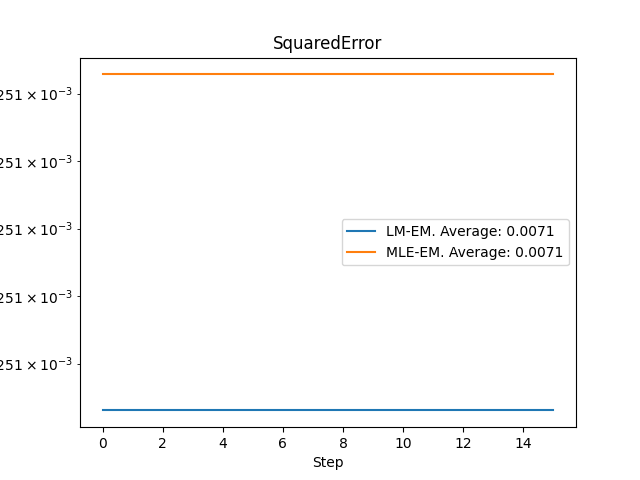 SquaredError
251 × 10⁻³
251 × 10⁻³
251 × 10⁻³
251 × 10⁻³
251 × 10⁻³
LM-EM. Average: 0.0071
MLE-EM. Average: 0.0071
0 2 4 6 8 10 12 14
Step